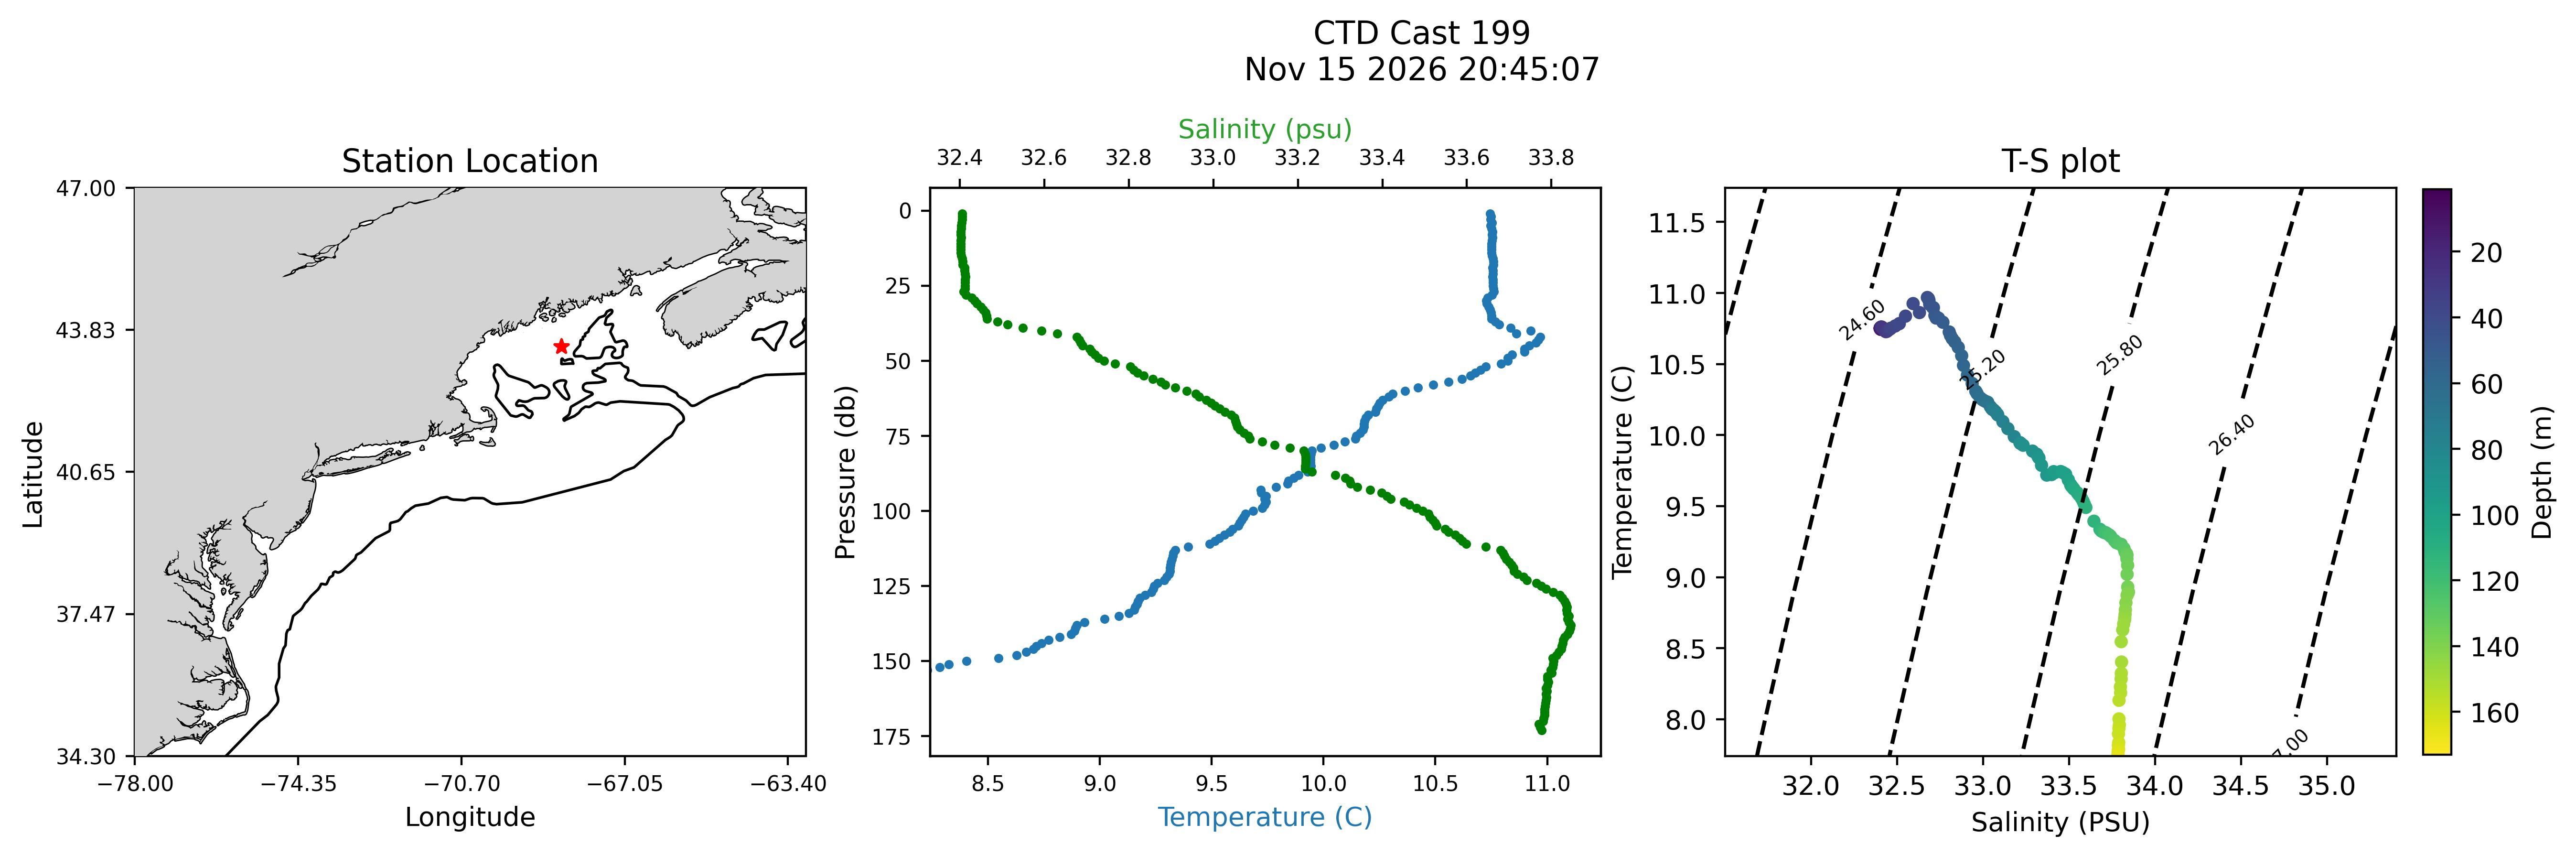 CTD Cast 199
Nov 15 2026 20:45:07
Station Location
47.00
43.83
40.65
37.47
34.30
Latitude
−78.00 −74.35 −70.70 −67.05 −63.40
Longitude
Salinity (psu)
32.4 32.6 32.8 33.0 33.2 33.4 33.6 33.8
0
25
50
75
100
125
150
175
Pressure (db)
8.5 9.0 9.5 10.0 10.5 11.0
Temperature (C)
T-S plot
11.5
11.0
10.5
10.0
9.5
9.0
8.5
8.0
Temperature (C)
24.60
25.20
25.80
26.40
7.00
32.0 32.5 33.0 33.5 34.0 34.5 35.0
Salinity (PSU)
20
40
60
80
100
120
140
160
Depth (m)